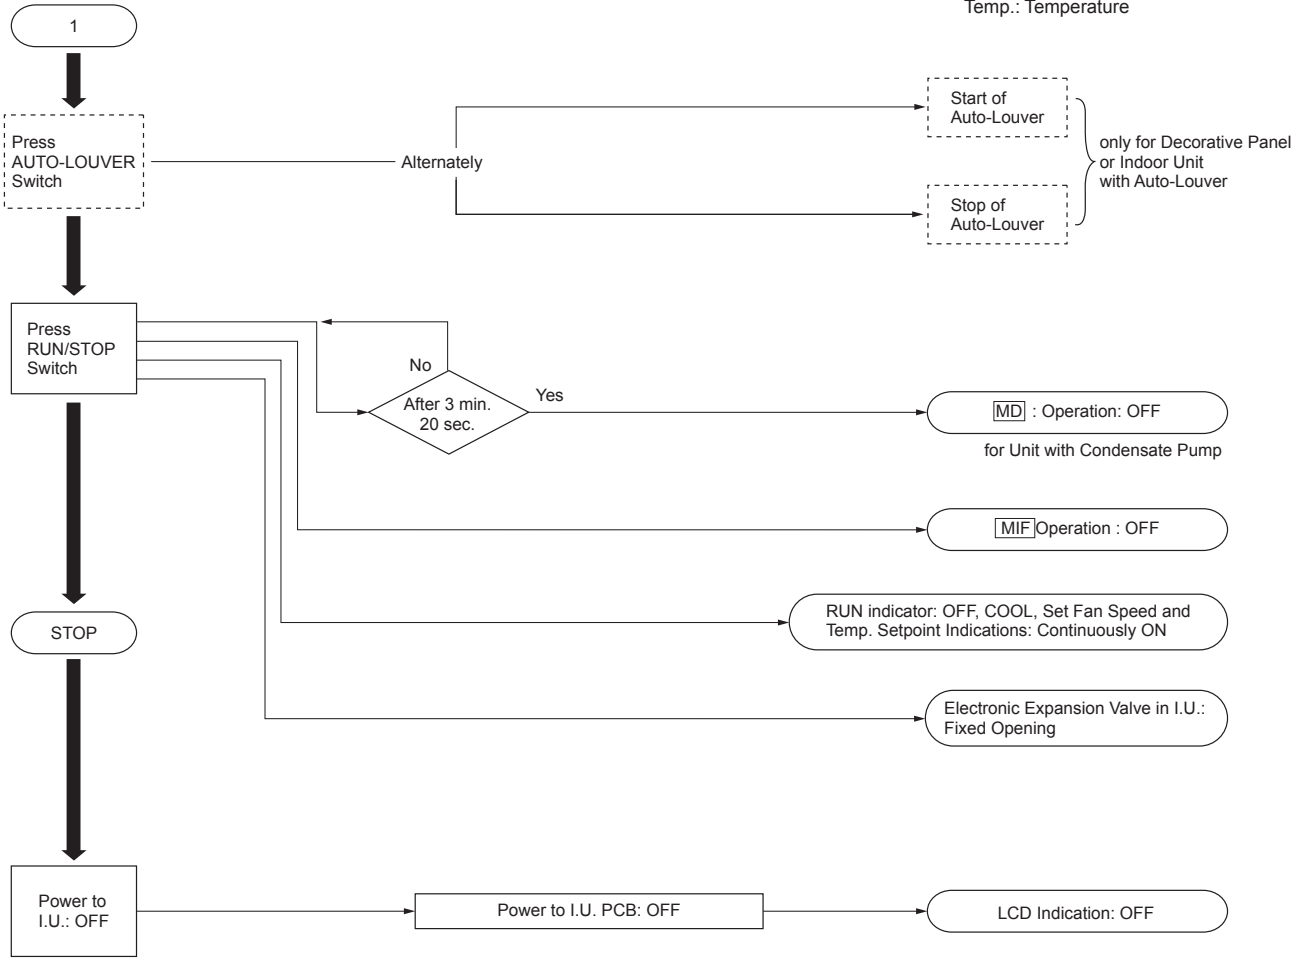 Temp.: Temperature
1
Press
AUTO-LOUVER
Switch
Alternately
Start of
Auto-Louver
Stop of
Auto-Louver
only for Decorative Panel
or Indoor Unit
with Auto-Louver
Press
RUN/STOP
Switch
No
After 3 min.
20 sec.
Yes
MD : Operation: OFF
for Unit with Condensate Pump
MIF Operation : OFF
RUN indicator: OFF, COOL, Set Fan Speed and
Temp. Setpoint Indications: Continuously ON
STOP
Electronic Expansion Valve in I.U.:
Fixed Opening
Power to
I.U.: OFF
Power to I.U. PCB: OFF
LCD Indication: OFF